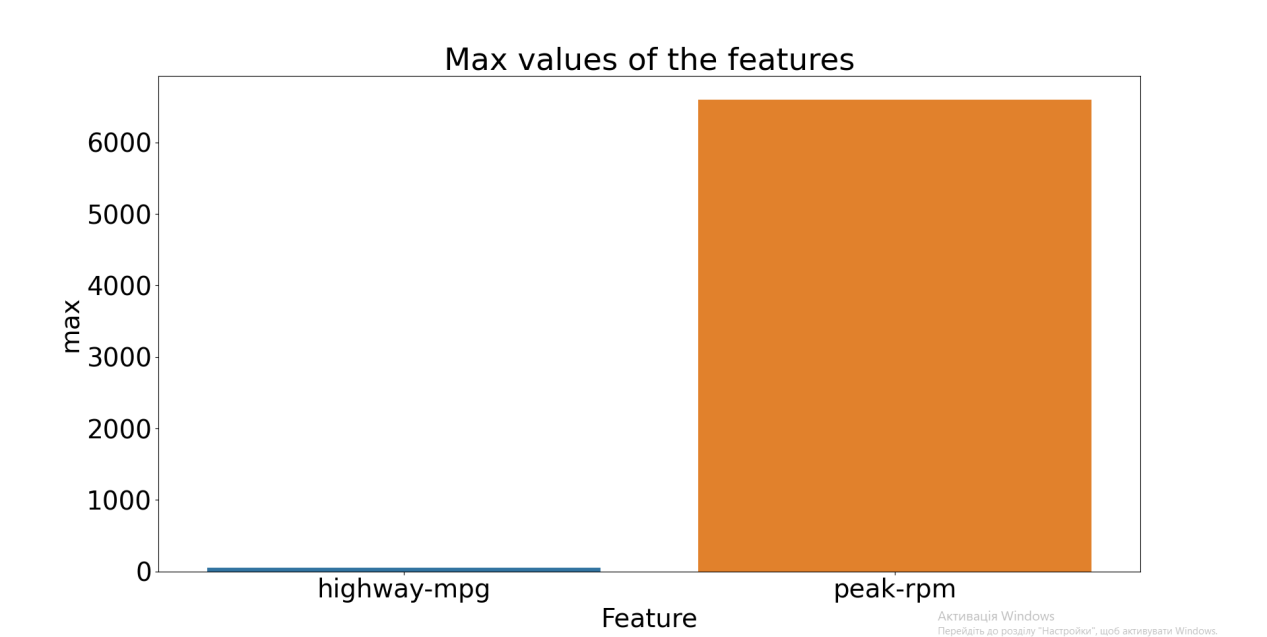 Max values of the features
6000
5000
4000
3000
2000
1000
0
max
highway-mpg
peak-rpm
Feature
Активація Windows
Перейдіть до розділу "Настройки", щоб активувати Windows.